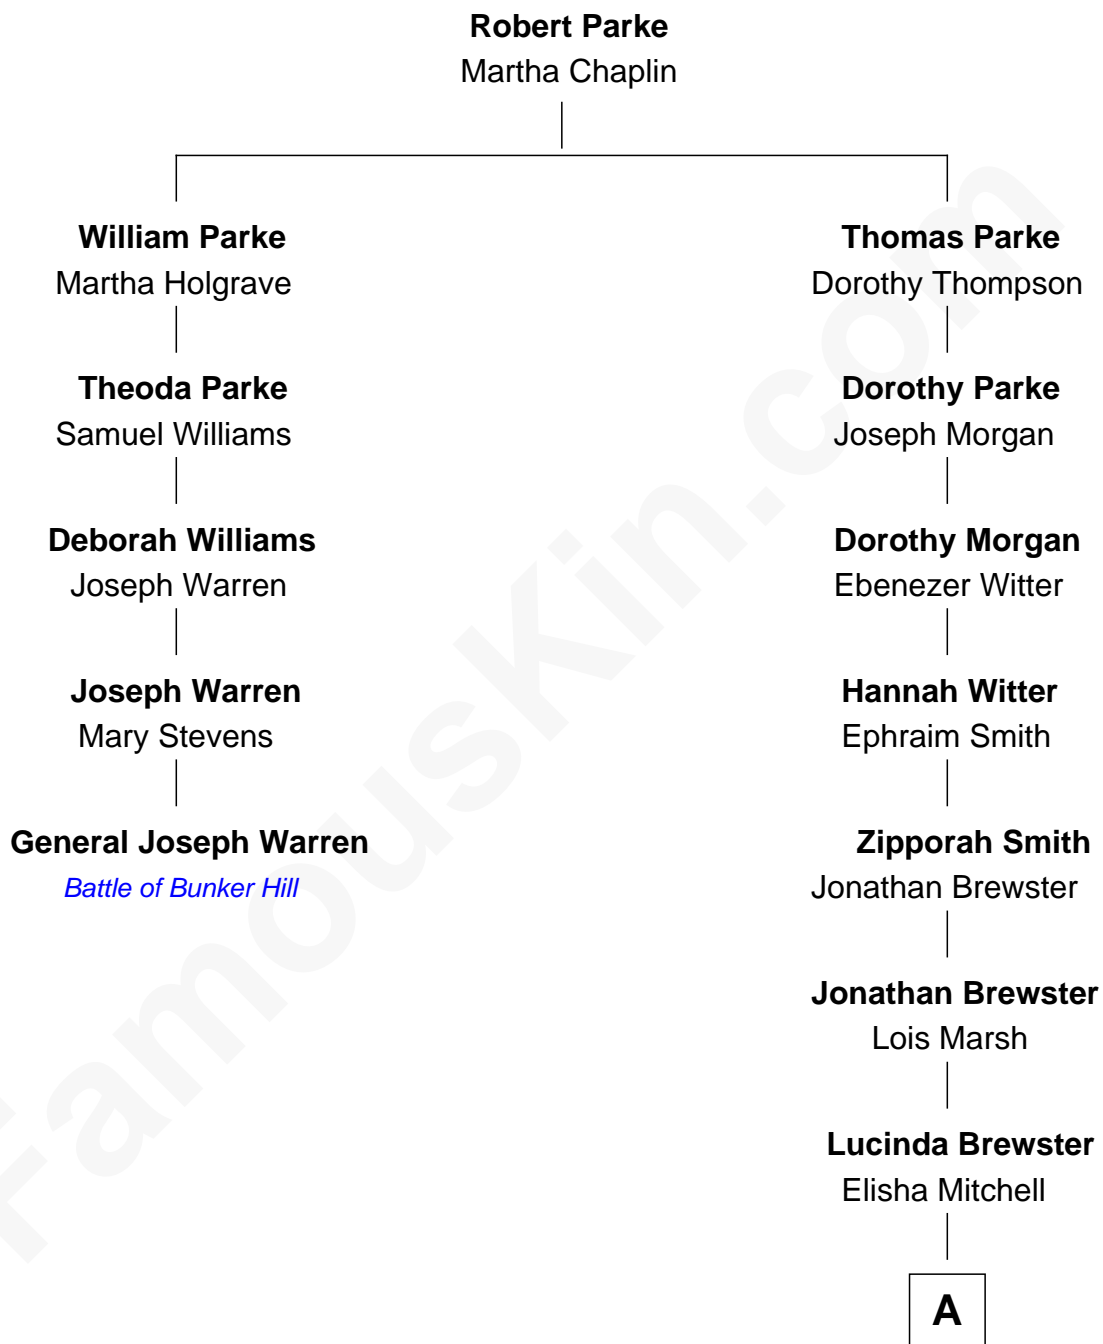 Robert Parke
Martha Chaplin
William Parke
Martha Holgrave
Thomas Parke
Dorothy Thompson
Theoda Parke
Samuel Williams
Dorothy Parke
Joseph Morgan
Deborah Williams
Joseph Warren
Dorothy Morgan
Ebenezer Witter
Joseph Warren
Mary Stevens
Hannah Witter
Ephraim Smith
General Joseph Warren
Battle of Bunker Hill
Zipporah Smith
Jonathan Brewster
Jonathan Brewster
Lois Marsh
Lucinda Brewster
Elisha Mitchell
A
FamousKin.com